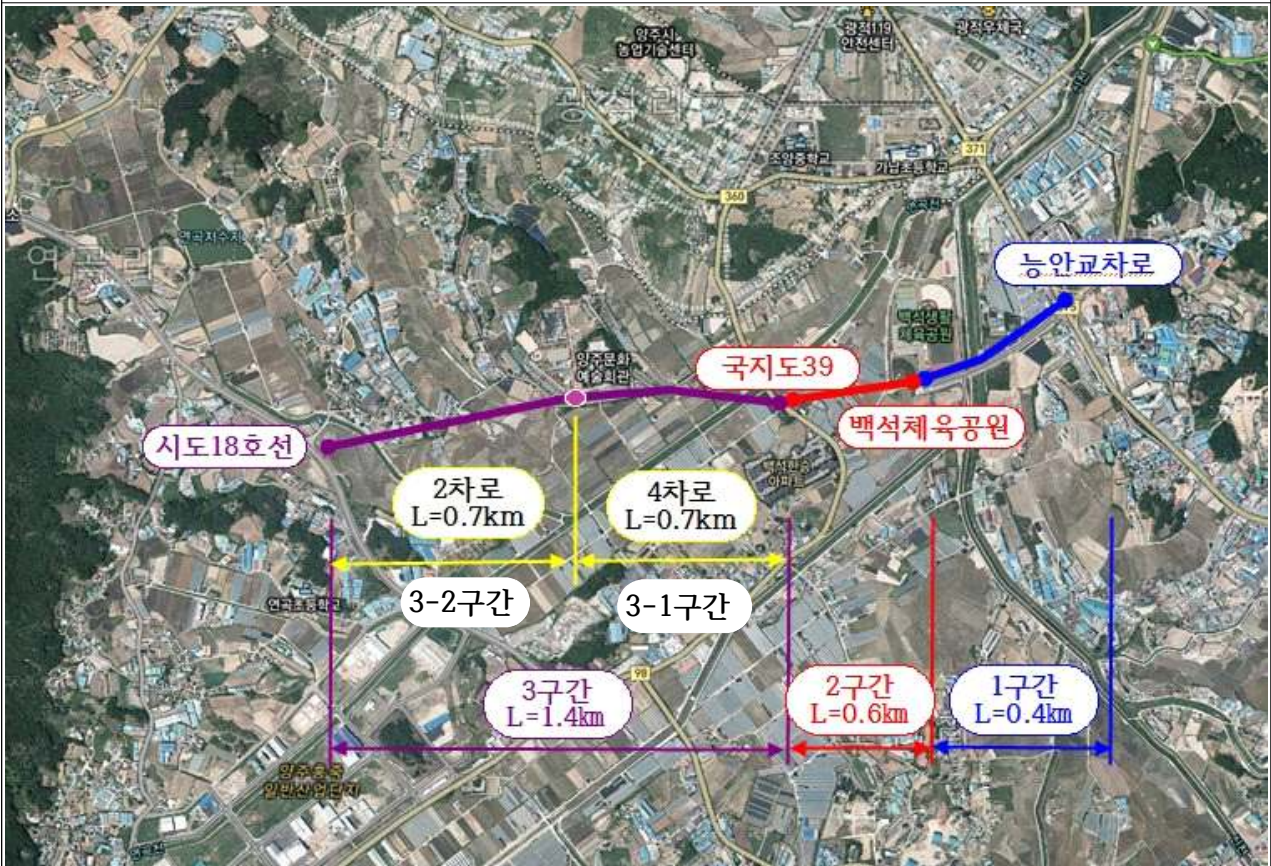 양주시
농업기술센터
광적119
안전센터
광적우체국
371
조양중학교
가납초등학교
360
연곡저수지
연곡리
능안교차로
백석생활
체육공원
양주문화
예술회관
국지도39
백석체육공원
시도18호선
백석한승
아파트
2차로
L=0.7km
4차로
L=0.7km
연곡초등학교
3-2구간
3-1구간
98
3구간
L=1.4㎞
2구간
L=0.6㎞
1구간
L=0.4㎞
양주홍죽
일반산업단지
연곡천